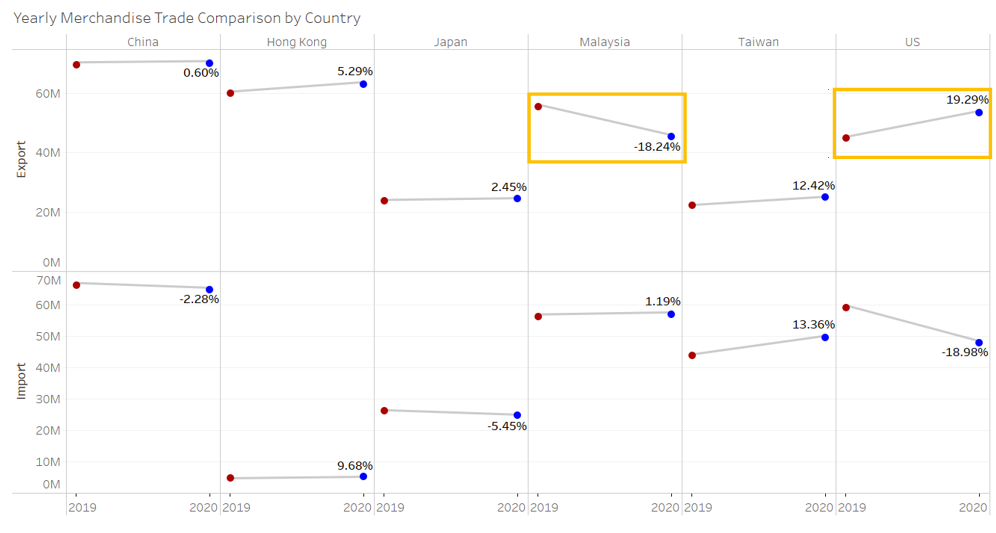 Yearly Merchandise Trade Comparison by Country
China Hong Kong Japan Malaysia Taiwan US
Export
60M
40M
20M
0M
0.60%
5.29%
2.45%
-18.24%
12.42%
19.29%
Import
70M
60M
50M
40M
30M
20M
10M
0M
-2.28%
9.68%
-5.45%
1.19%
13.36%
-18.98%
2019 2020 2019 2020 2019 2020 2019 2020 2019 2020 2019 2020